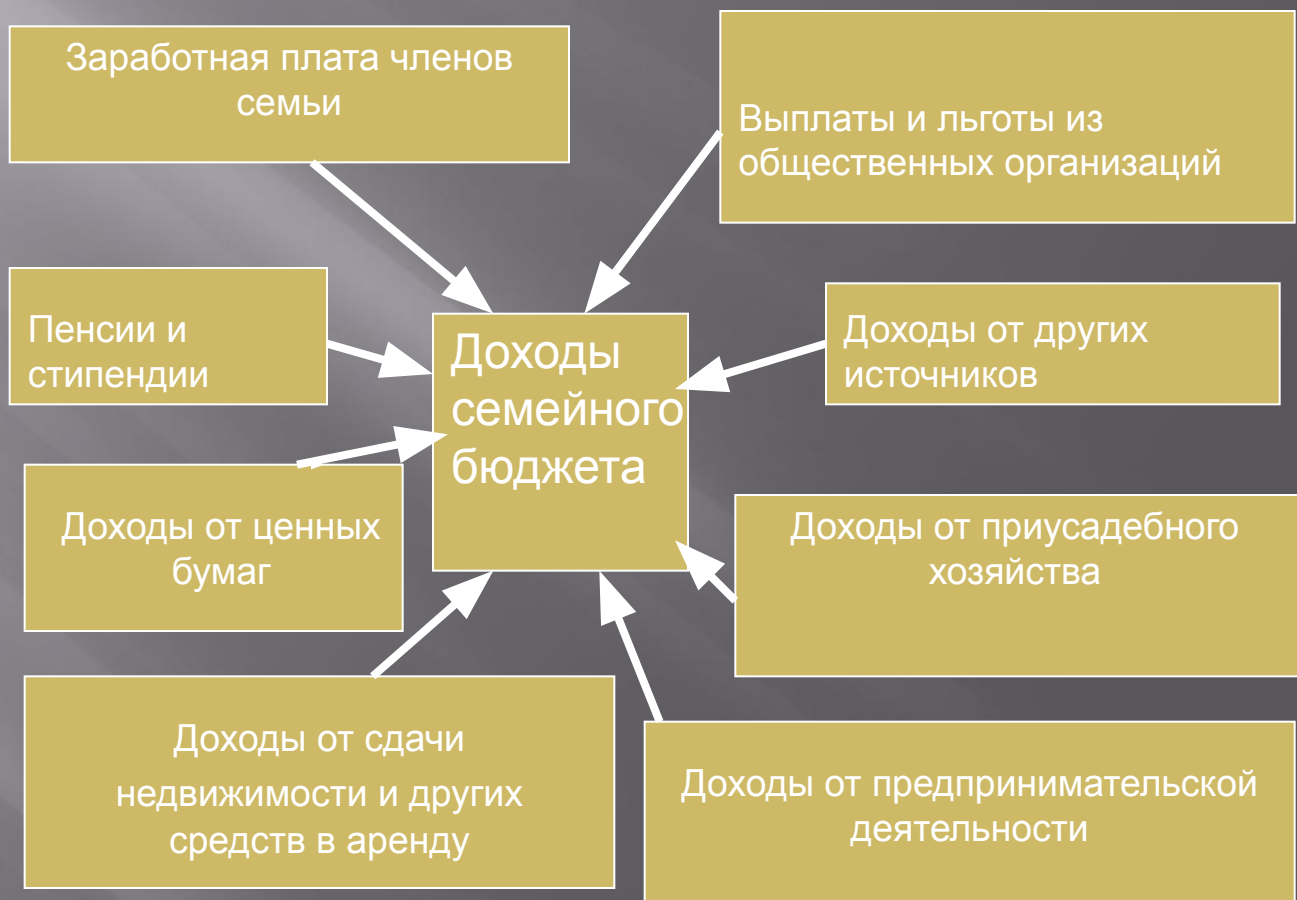 Заработная плата членов
семьи
Выплаты и льготы из
общественных организаций
Пенсии и
стипендии
Доходы
семейного
бюджета
Доходы от других
источников
Доходы от ценных
бумаг
Доходы от приусадебного
хозяйства
Доходы от сдачи
недвижимости и других
средств в аренду
Доходы от предпринимательской
деятельности